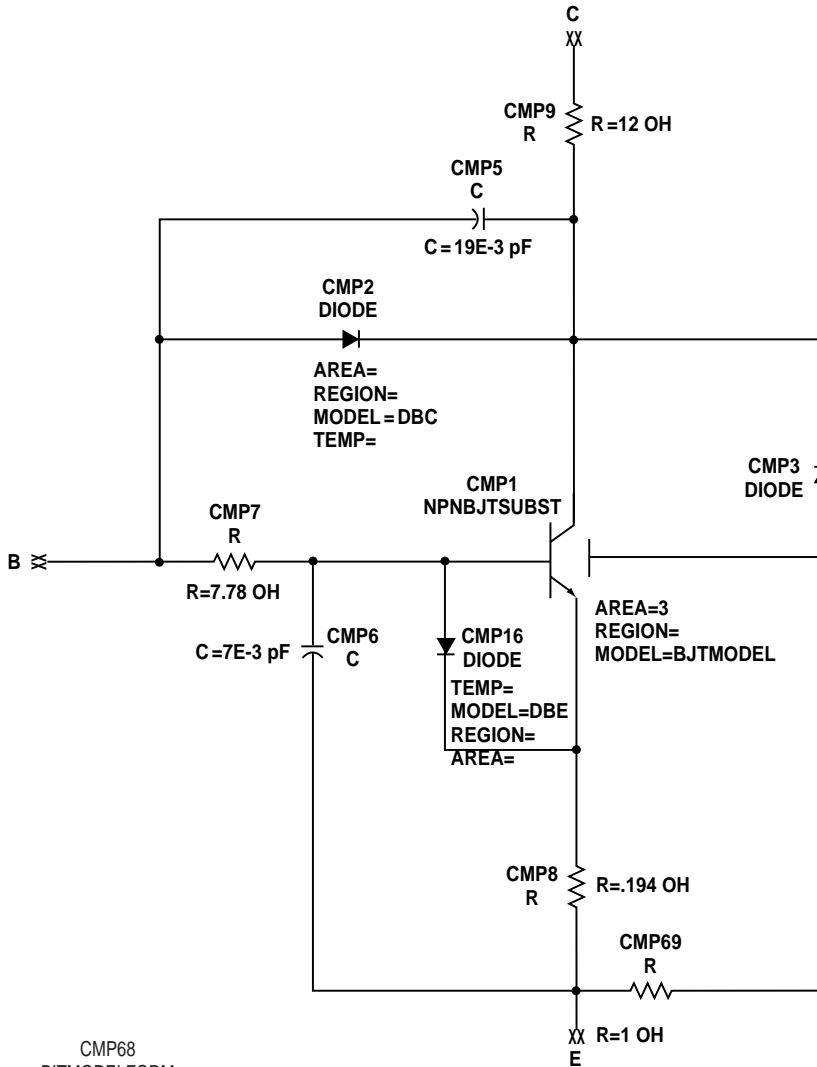 C
CMP9
R
R=12 OH
CMP5
C
C=19E-3 pF
CMP2
DIODE
AREA=
REGION=
MODEL=DBC
TEMP=
CMP3
DIODE
CMP1
NPNBJTSUBST
CMP7
R
B
R=7.78 OH
AREA=3
REGION=
MODEL=BJTMODEL
C=7E-3 pF
CMP6
C
CMP16
DIODE
TEMP=
MODEL=DBE
REGION=
AREA=
CMP8
R
R=.194 OH
CMP69
R
R=1 OH
E
CMP68